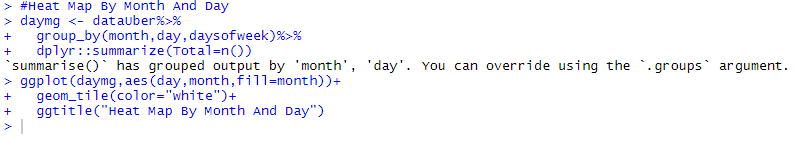 > #Heat Map By Month And Day
> daymg <- dataUber%>%
+   group_by(month,day,daysofweek)%>%
+   dplyr::summarize(Total=n())
`summarise()` has grouped output by 'month', 'day'. You can override using the `.groups` argument.
> ggplot(daymg,aes(day,month,fill=month))+
+   geom_tile(color="white")+
+   ggtitle("Heat Map By Month And Day")
>